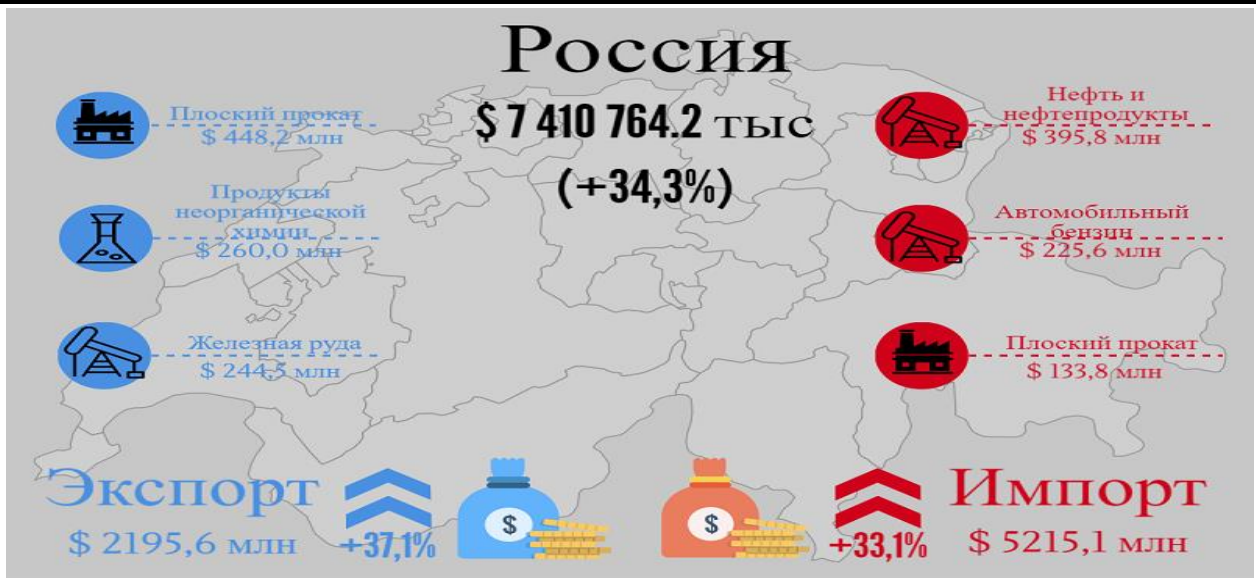 Россия
$ 7 410 764.2 тыс
(+34,3%)
Плоский прокат
$ 448,2 млн
Продукты
неорганической
химии
$ 260,0 млн
Железная руда
$ 244,5 млн
Нефть и
нефтепродукты
$ 395,8 млн
Автомобильный
бензин
$ 225,6 млн
Плоский прокат
$ 133,8 млн
Экспорт
$ 2195,6 млн
+37,1%
$
$
+33,1%
Импорт
$ 5215,1 млн